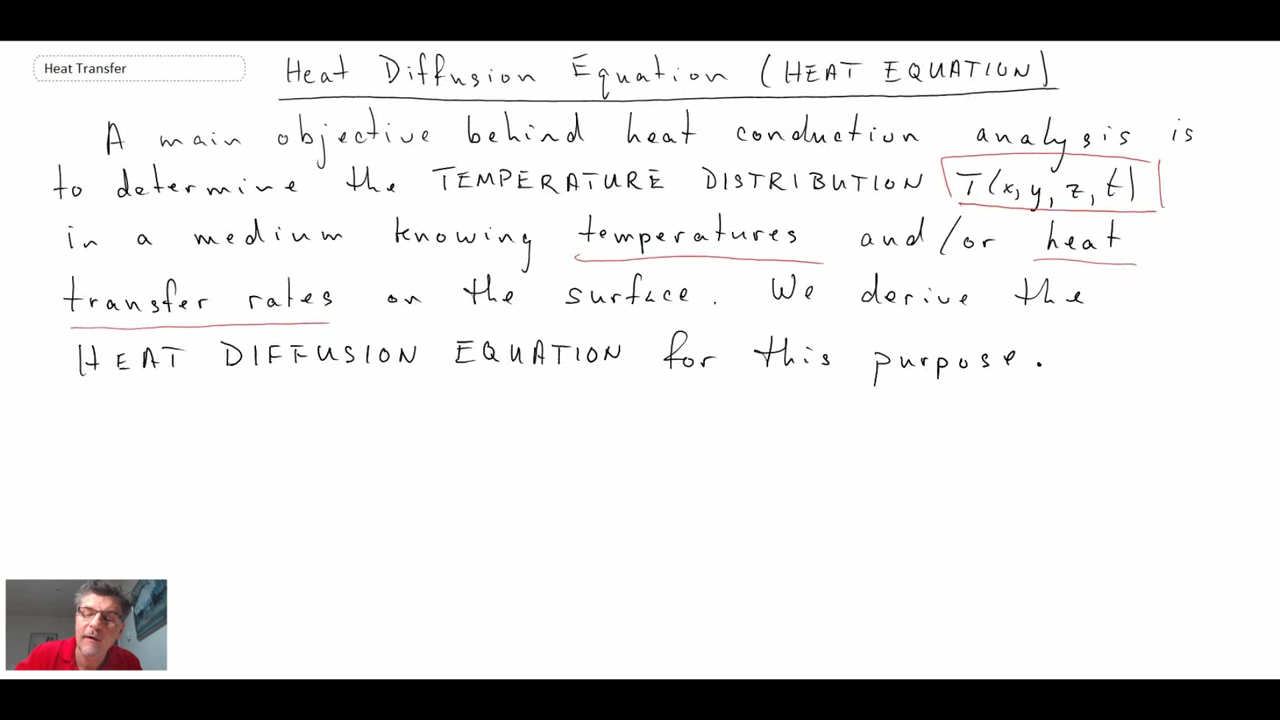 Heat Transfer
Heat Diffusion Equation (HEAT EQUATION)
A main objective behind heat conduction analysis is
to determine the TEMPERATURE DISTRIBUTION T(x, y, z, t)
in a medium knowing temperatures and/or heat
transfer rates on the surface. We derive the
HEAT DIFFUSION EQUATION for this purpose.